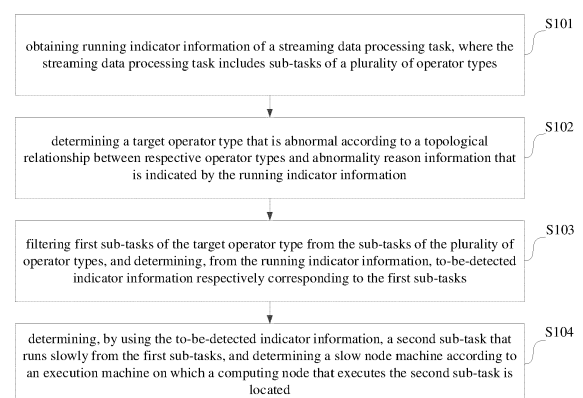 S101
obtaining running indicator information of a streaming data processing task, where the
streaming data processing task includes sub-tasks of a plurality of operator types
S102
determining a target operator type that is abnormal according to a topological
relationship between respective operator types and abnormality reason information that
is indicated by the running indicator information
S103
filtering first sub-tasks of the target operator type from the sub-tasks of the plurality of
operator types, and determining, from the running indicator information, to-be-detected
indicator information respectively corresponding to the first sub-tasks
S104
determining, by using the to-be-detected indicator information, a second sub-task that
runs slowly from the first sub-tasks, and determining a slow node machine according to
an execution machine on which a computing node that executes the second sub-task is
located